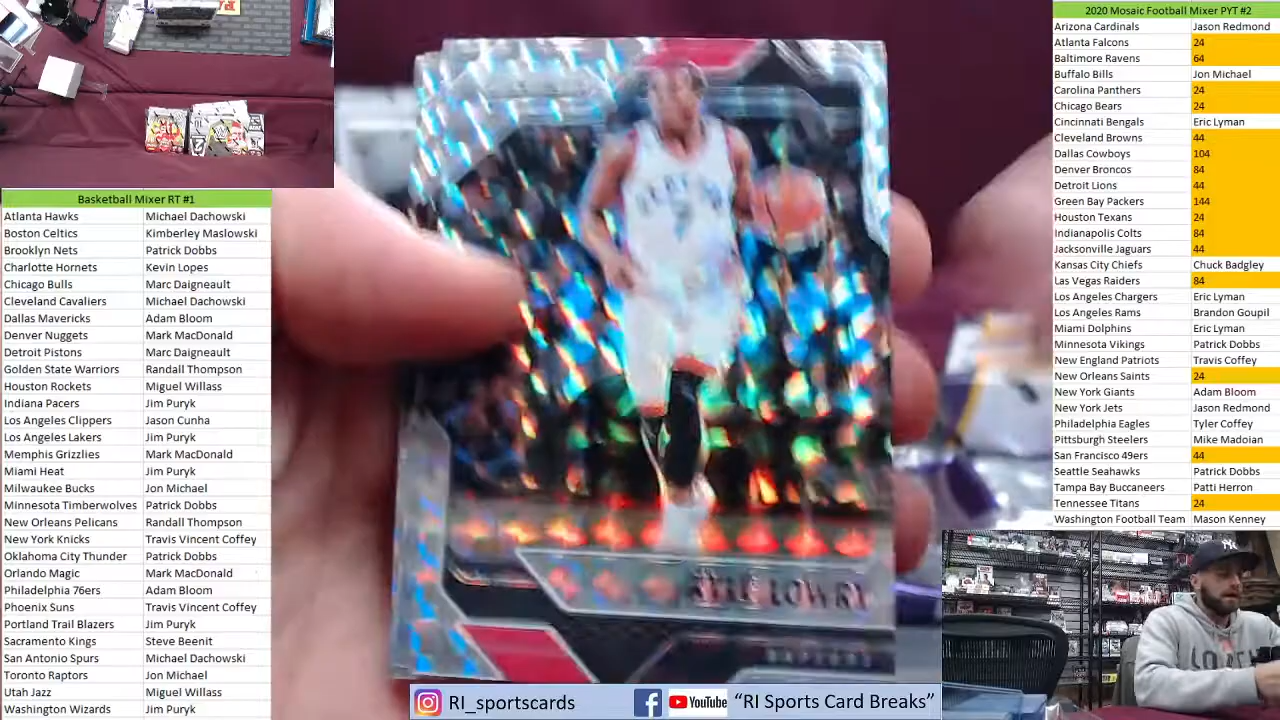 Basketball Mixer RT #1
Atlanta Hawks Michael Dachowski
Boston Celtics Kimberley Maslowski
Brooklyn Nets Patrick Dobbs
Charlotte Hornets Kevin Lopes
Chicago Bulls Marc Daigneault
Cleveland Cavaliers Michael Dachowski
Dallas Mavericks Adam Bloom
Denver Nuggets Mark MacDonald
Detroit Pistons Marc Daigneault
Golden State Warriors Randall Thompson
Houston Rockets Miguel Willass
Indiana Pacers Jim Puryk
Los Angeles Clippers Jason Cunha
Los Angeles Lakers Jim Puryk
Memphis Grizzlies Mark MacDonald
Miami Heat Jim Puryk
Milwaukee Bucks Jon Michael
Minnesota Timberwolves Patrick Dobbs
New Orleans Pelicans Randall Thompson
New York Knicks Travis Vincent Coffey
Oklahoma City Thunder Patrick Dobbs
Orlando Magic Mark MacDonald
Philadelphia 76ers Adam Bloom
Phoenix Suns Travis Vincent Coffey
Portland Trail Blazers Jim Puryk
Sacramento Kings Steve Beenit
San Antonio Spurs Michael Dachowski
Toronto Raptors Jon Michael
Utah Jazz Miguel Willass
Washington Wizards Jim Puryk
7
KYLE LOWRY
RAPTORS
RI_sportscards
YouTube
"RI Sports Card Breaks"
2020 Mosaic Football Mixer PYT #2
Arizona Cardinals Jason Redmond
Atlanta Falcons 24
Baltimore Ravens 64
Buffalo Bills Jon Michael
Carolina Panthers 24
Chicago Bears 24
Cincinnati Bengals Eric Lyman
Cleveland Browns 44
Dallas Cowboys 104
Denver Broncos 84
Detroit Lions 44
Green Bay Packers 144
Houston Texans 24
Indianapolis Colts 84
Jacksonville Jaguars 44
Kansas City Chiefs Chuck Badgley
Las Vegas Raiders 84
Los Angeles Chargers Eric Lyman
Los Angeles Rams Brandon Goupil
Miami Dolphins Eric Lyman
Minnesota Vikings Patrick Dobbs
New England Patriots Travis Coffey
New Orleans Saints 24
New York Giants Adam Bloom
New York Jets Jason Redmond
Philadelphia Eagles Tyler Coffey
Pittsburgh Steelers Mike Madoian
San Francisco 49ers 44
Seattle Seahawks Patrick Dobbs
Tampa Bay Buccaneers Patti Herron
Tennessee Titans 24
Washington Football Team Mason Kenney